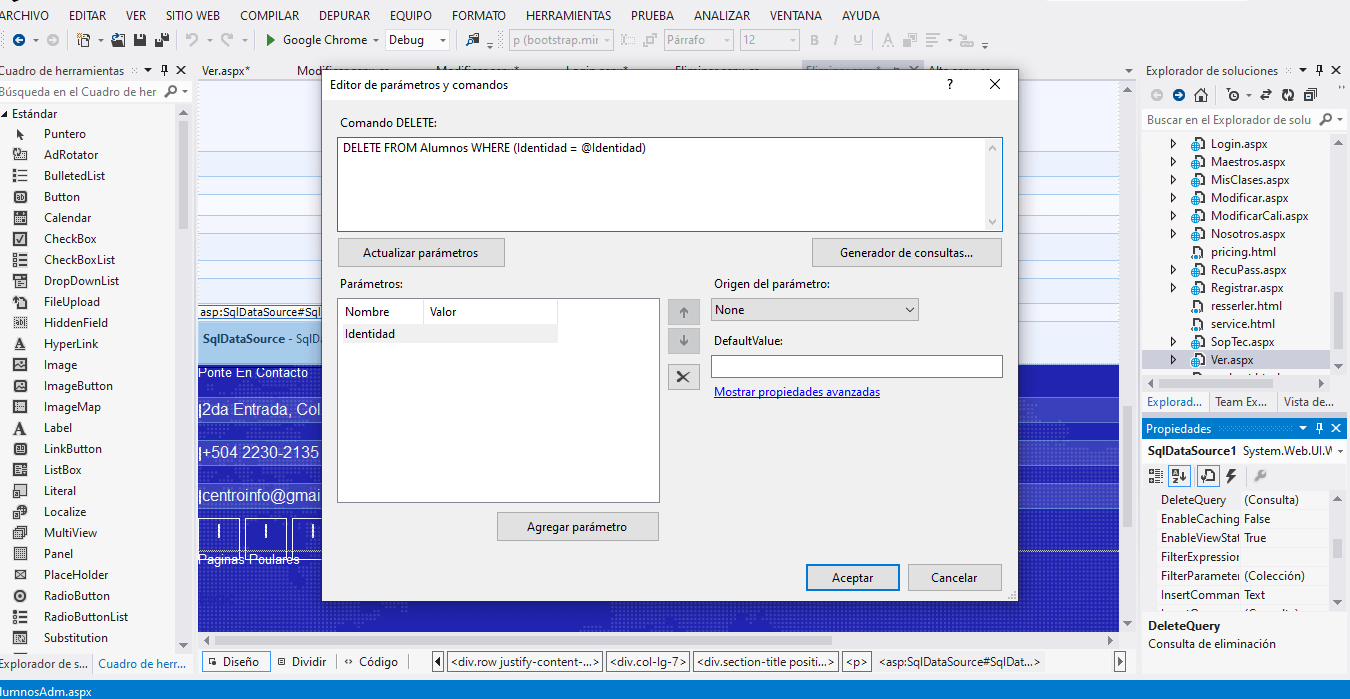 ARCHIVO EDITAR VER SITIO WEB COMPILAR DEPURAR EQUIPO FORMATO HERRAMIENTAS PRUEBA ANALIZAR VENTANA AYUDA
Google Chrome Debug p (bootstrap.mir Párrafo 12 B I U A
Cuadro de herramientas
Búsqueda en el Cuadro de her
Estándar
Puntero
AdRotator
BulletedList
Button
Calendar
CheckBox
CheckBoxList
DropDownList
FileUpload
HiddenField
HyperLink
Image
ImageButton
ImageMap
Label
LinkButton
ListBox
Literal
Localize
MultiView
Panel
PlaceHolder
RadioButton
RadioButtonList
Substitution
Explorador de s... Cuadro de herr...
Ver.aspx*
asp:SqlDataSource#Sql
SqlDataSource - SqlD
Ponte En Contacto
2da Entrada, Col
+504 2230-2135
centroinfo@gmai
Paginas Poulares
Editor de parámetros y comandos ?
Comando DELETE:
DELETE FROM Alumnos WHERE (Identidad = @Identidad)
Actualizar parámetros Generador de consultas...
Parámetros:
Nombre Valor
Identidad
Origen del parámetro:
None
DefaultValue:
Mostrar propiedades avanzadas
Agregar parámetro
Aceptar Cancelar
Diseño Dividir Código <div.row justify-content-...> <div.col-lg-7> <div.section-title positi...> <p> <asp:SqlDataSource#SqlDat...>
Explorador de soluciones
Buscar en el Explorador de solu
Login.aspx
Maestros.aspx
MisClases.aspx
Modificar.aspx
ModificarCali.aspx
Nosotros.aspx
pricing.html
RecuPass.aspx
Registrar.aspx
resserler.html
service.html
SopTec.aspx
Ver.aspx
Explorad... Team Ex... Vista de...
Propiedades
SqlDataSource1 System.Web.UI.W
DeleteQuery (Consulta)
EnableCaching False
EnableViewStat True
FilterExpression
FilterParameter (Colección)
InsertComman Text
DeleteQuery
Consulta de eliminación
lumnosAdm.aspx